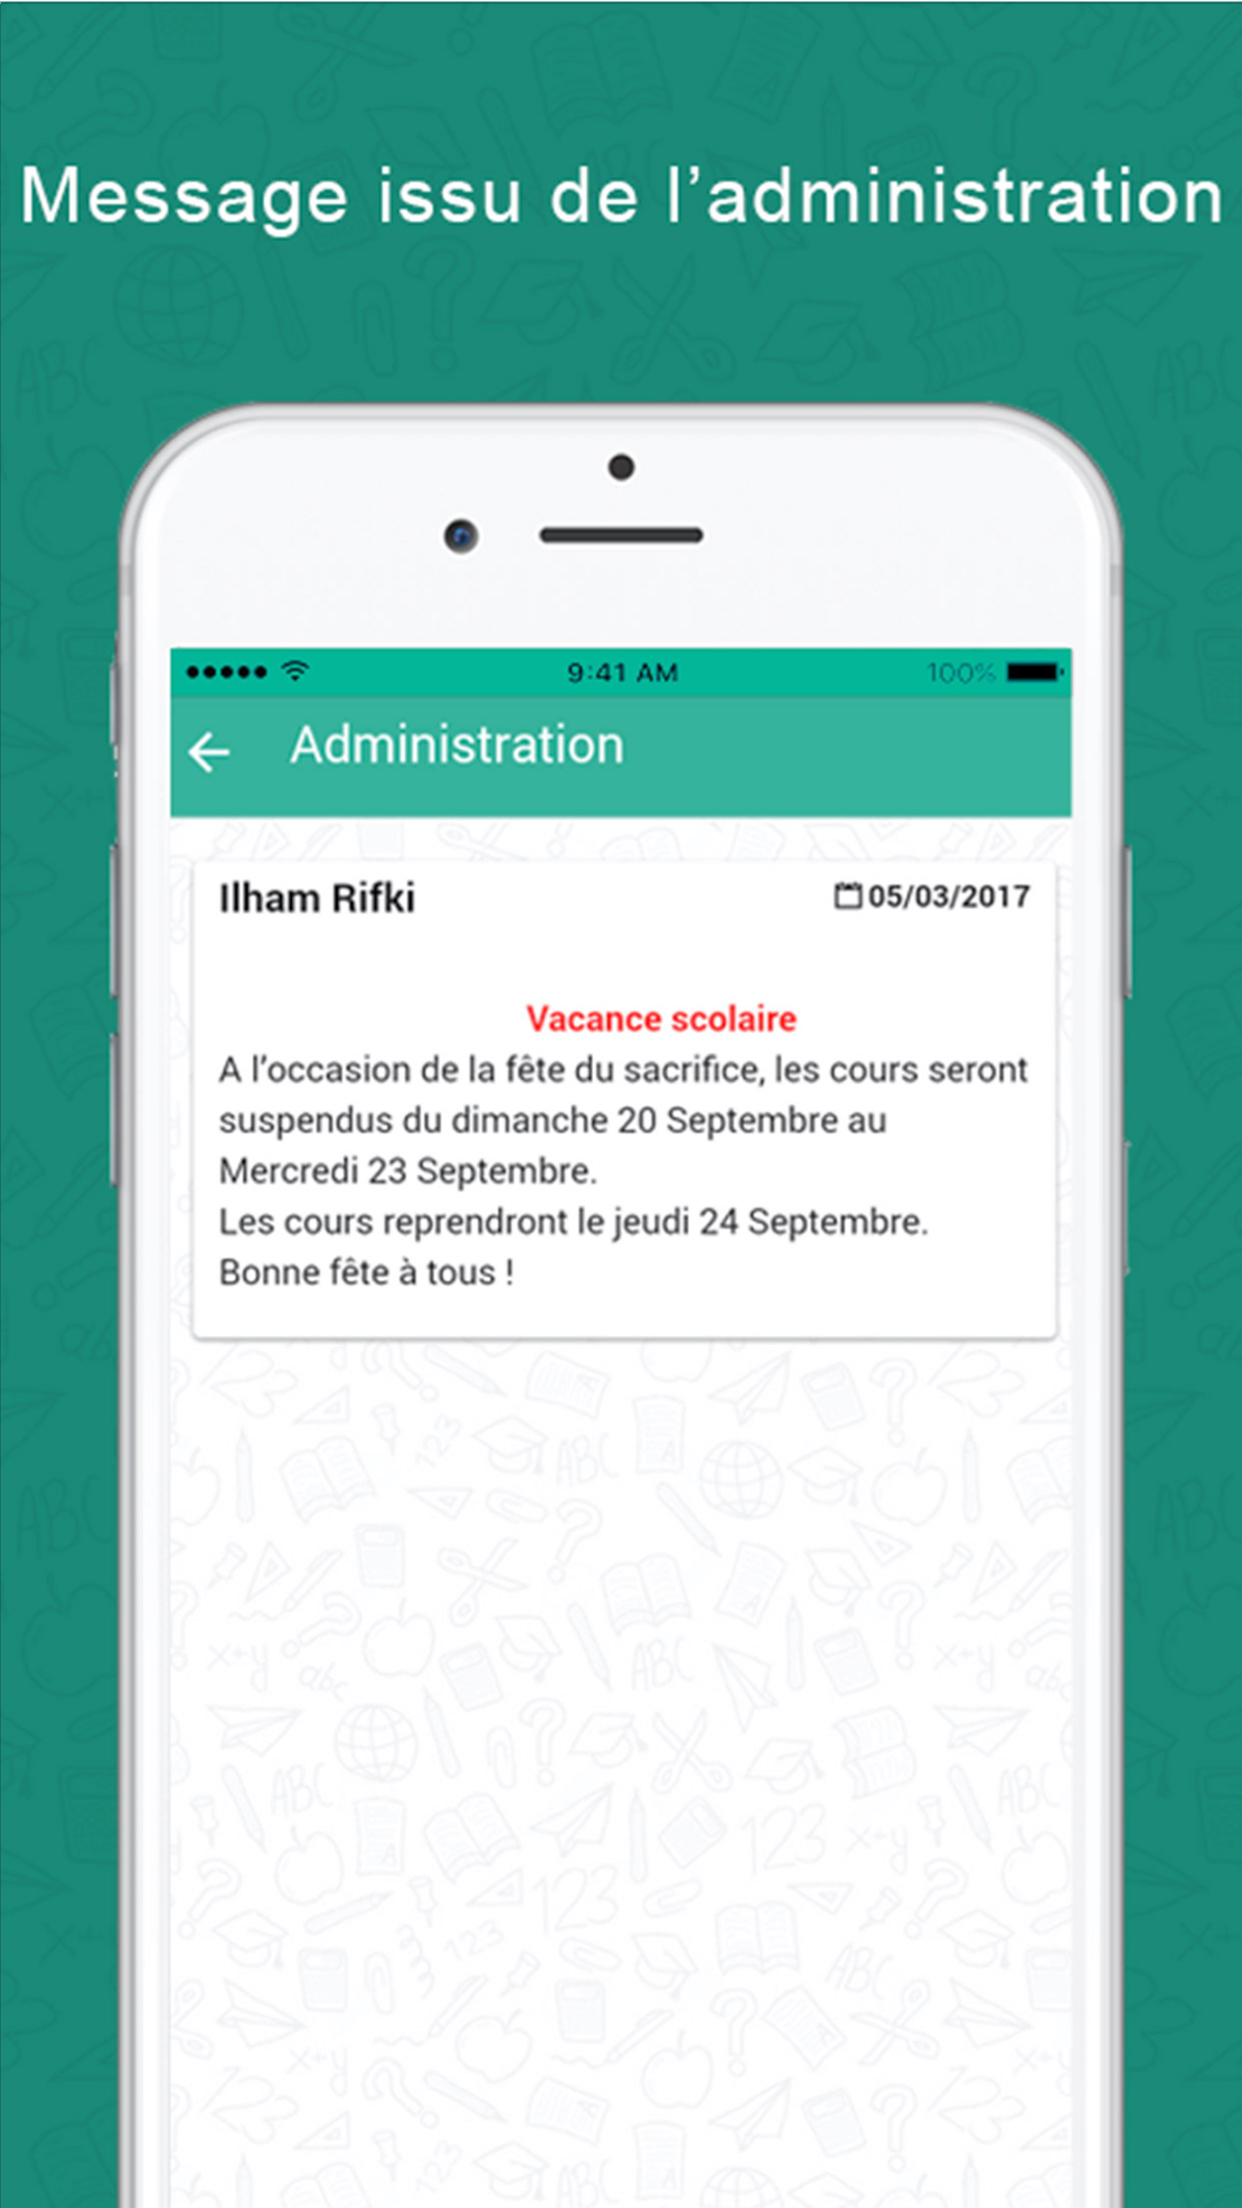 Message issu de l’administration
9:41 AM
100%
Administration
Ilham Rifki
05/03/2017
Vacance scolaire
A l’occasion de la fête du sacrifice, les cours seront
suspendus du dimanche 20 Septembre au
Mercredi 23 Septembre.
Les cours reprendront le jeudi 24 Septembre.
Bonne fête à tous !